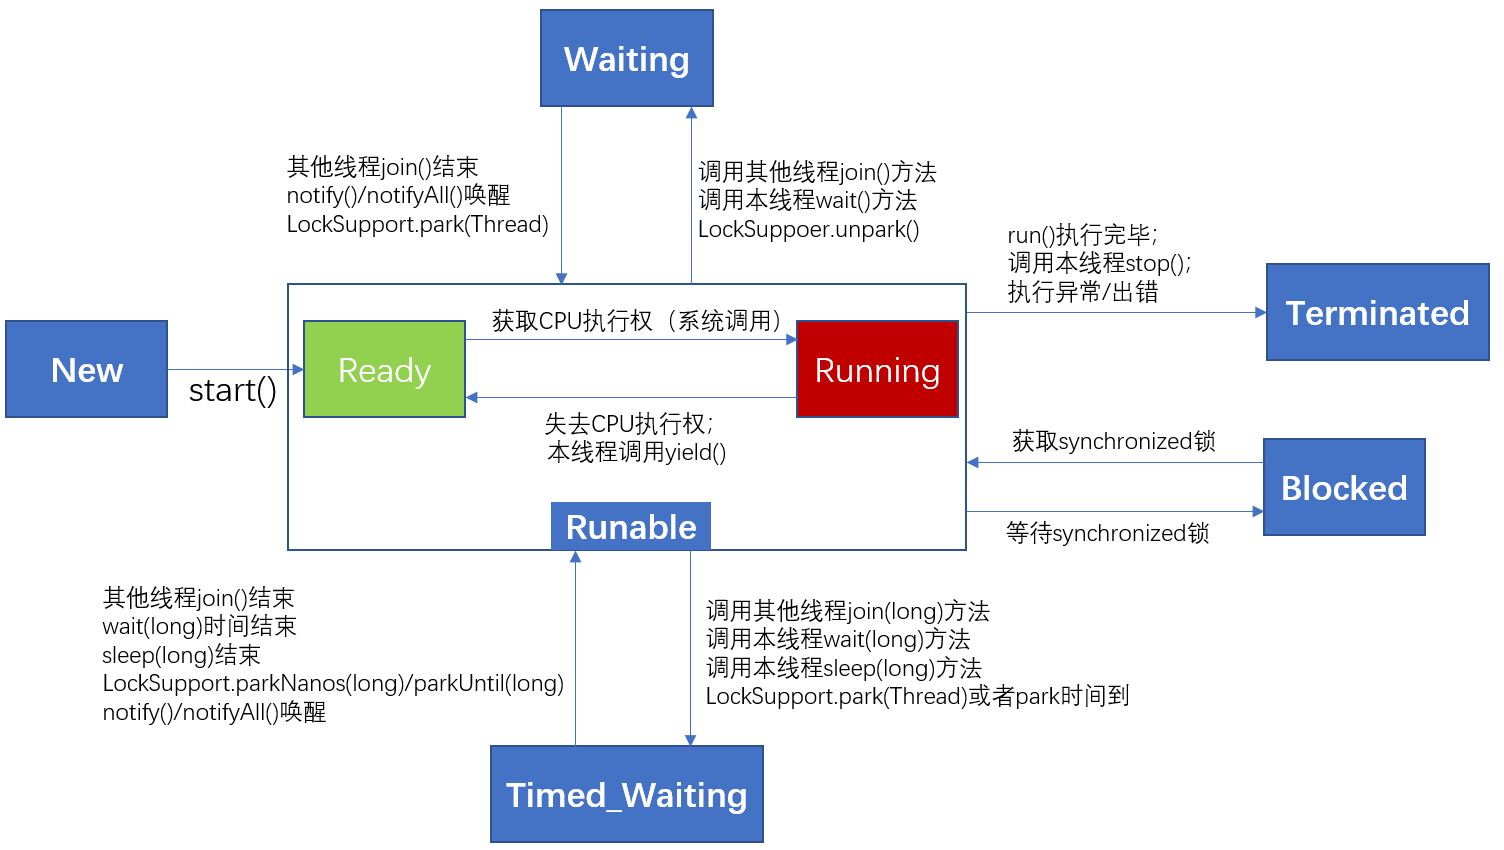 Waiting
其他线程join()结束
notify()/notifyAll()唤醒
LockSupport.park(Thread)
调用其他线程join()方法
调用本线程wait()方法
LockSuppoer.unpark()
run()执行完毕;
调用本线程stop();
执行异常/出错
Terminated
New
start()
Ready
获取CPU执行权（系统调用）
Running
失去CPU执行权;
本线程调用yield()
获取synchronized锁
Blocked
等待synchronized锁
Runable
其他线程join()结束
wait(long)时间结束
sleep(long)结束
LockSupport.parkNanos(long)/parkUntil(long)
notify()/notifyAll()唤醒
调用其他线程join(long)方法
调用本线程wait(long)方法
调用本线程sleep(long)方法
LockSupport.park(Thread)或者park时间到
Timed_Waiting